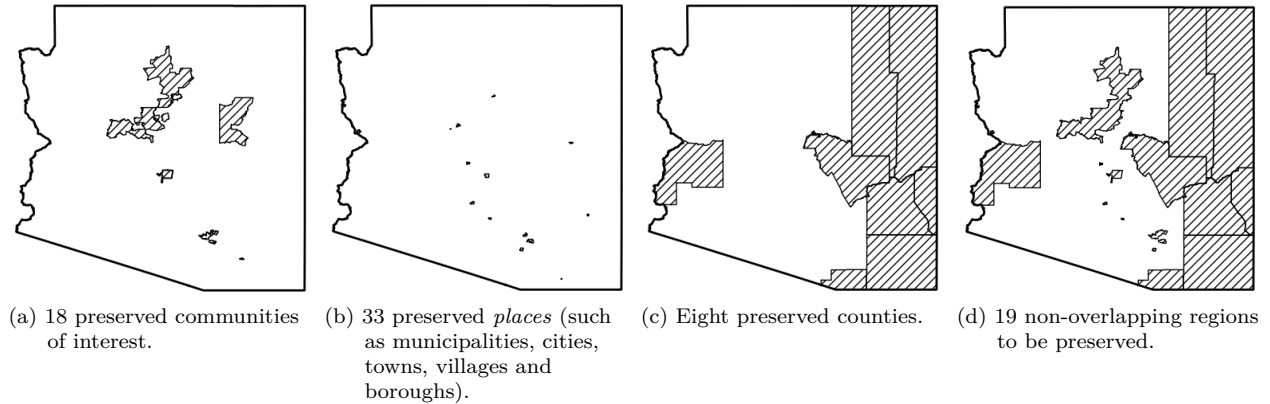 (a) 18 preserved communities
of interest.
(b) 33 preserved places (such
as municipalities, cities,
towns, villages and
boroughs).
(c) Eight preserved counties.
(d) 19 non-overlapping regions
to be preserved.